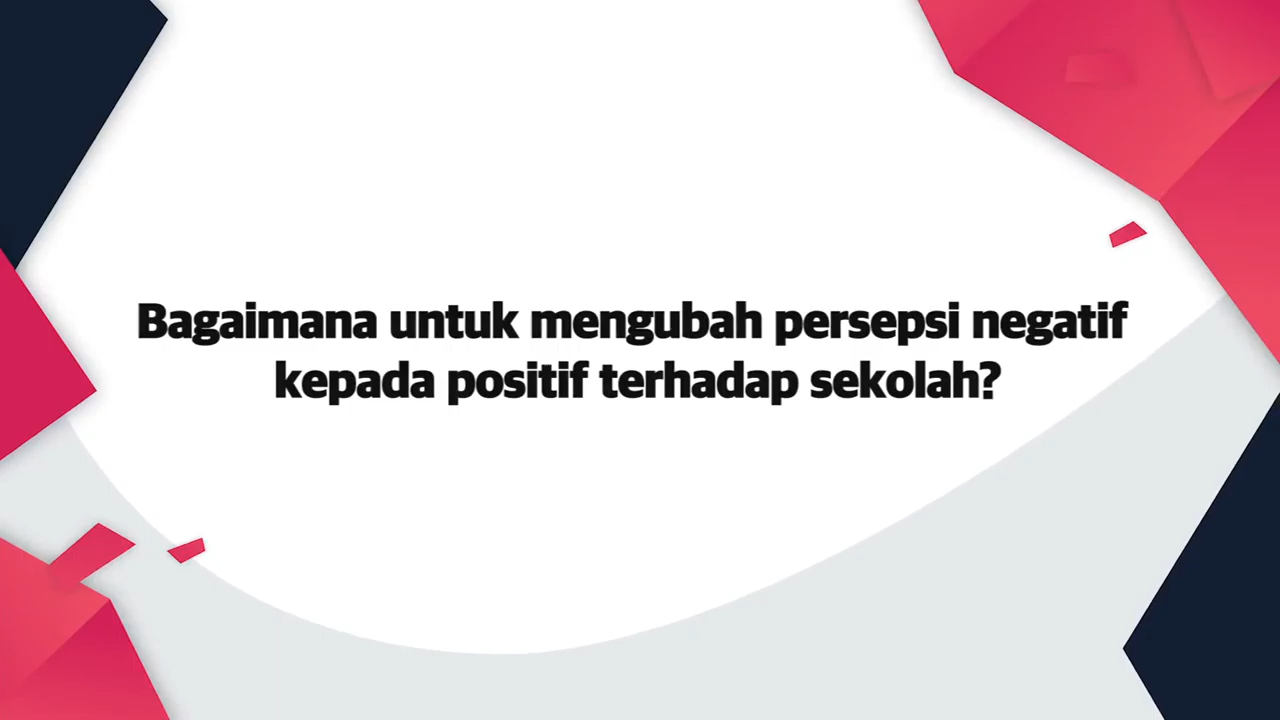 Bagaimana untuk mengubah persepsi negatif
kepada positif terhadap sekolah?